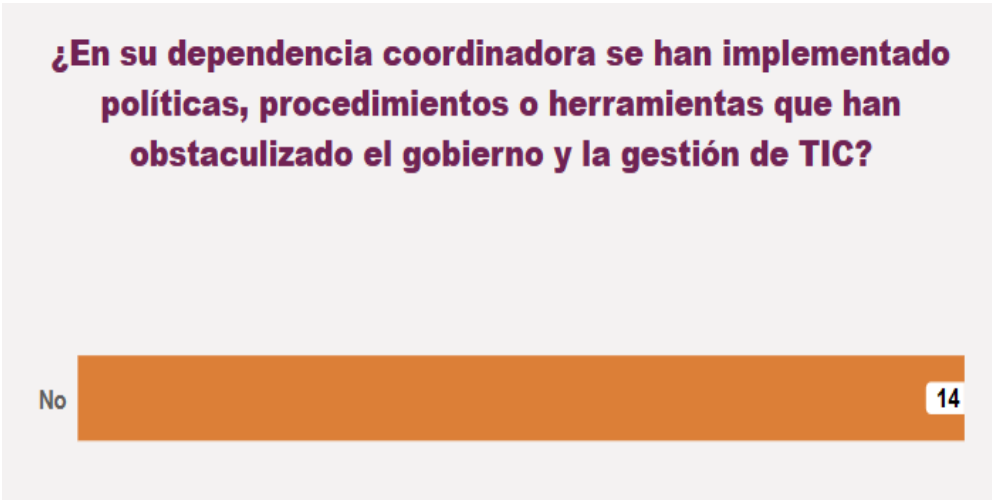 ¿En su dependencia coordinadora se han implementado
políticas, procedimientos o herramientas que han
obstaculizado el gobierno y la gestión de TIC?
No
14